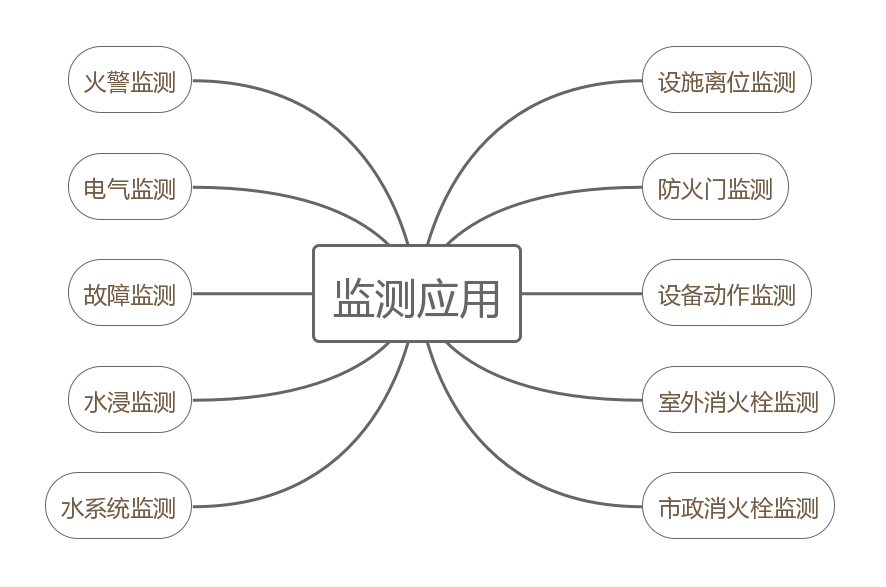 火警监测
电气监测
故障监测
水浸监测
水系统监测
监测应用
设施离位监测
防火门监测
设备动作监测
室外消火栓监测
市政消火栓监测